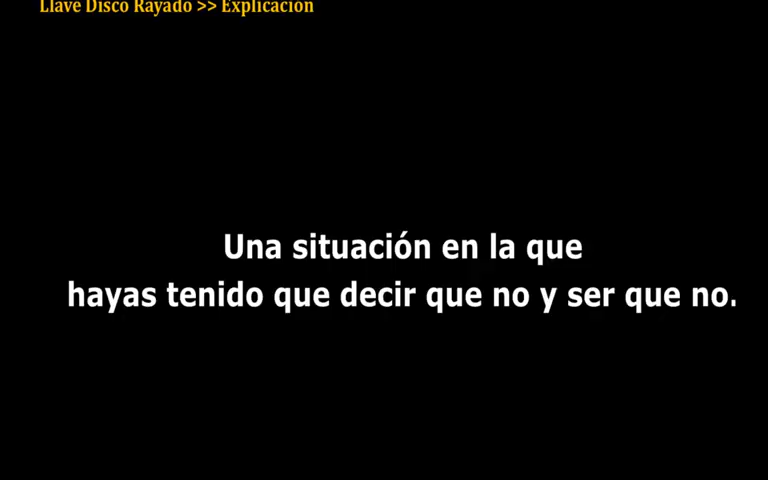 Llave Disco Rayado >> Explicación
Una situación en la que
hayas tenido que decir que no y ser que no.